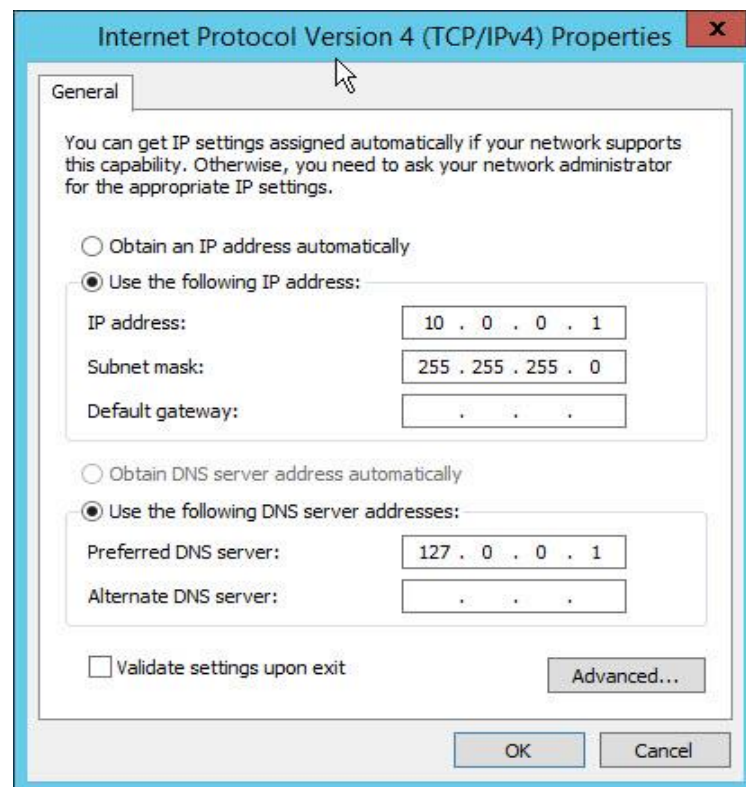 Internet Protocol Version 4 (TCP/IPv4) Properties
x
General
You can get IP settings assigned automatically if your network supports
this capability. Otherwise, you need to ask your network administrator
for the appropriate IP settings.
Obtain an IP address automatically
Use the following IP address:
IP address: 10 . 0 . 0 . 1
Subnet mask: 255 . 255 . 255 . 0
Default gateway: . . .
Obtain DNS server address automatically
Use the following DNS server addresses:
Preferred DNS server: 127 . 0 . 0 . 1
Alternate DNS server: . . .
Validate settings upon exit
Advanced...
OK Cancel